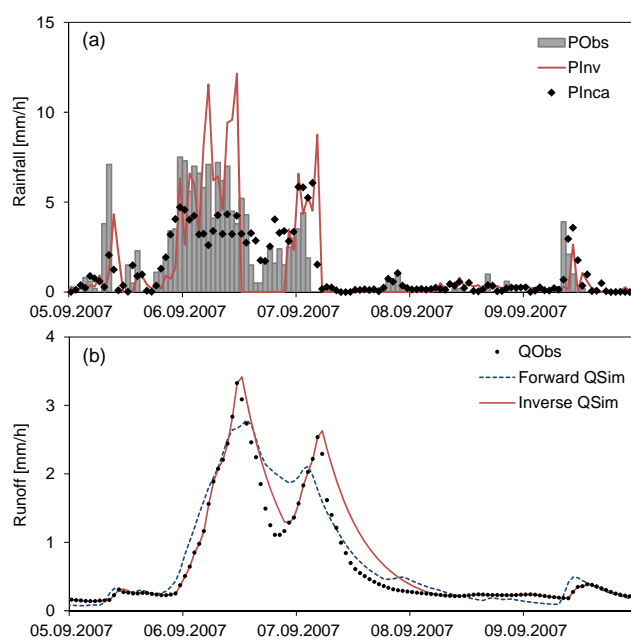 15
(a)
PObs
PInv
PInca
10
5
0
Rainfall [mm/h]
05.09.2007 06.09.2007 07.09.2007 08.09.2007 09.09.2007
4
(b)
QObs
Forward QSim
Inverse QSim
3
2
1
0
Runoff [mm/h]
05.09.2007 06.09.2007 07.09.2007 08.09.2007 09.09.2007